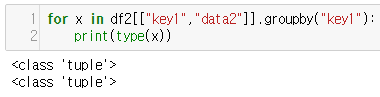 1 for x in df2[["key1","data2"]].groupby("key1"):
2     print(type(x))
<class 'tuple'>
<class 'tuple'>